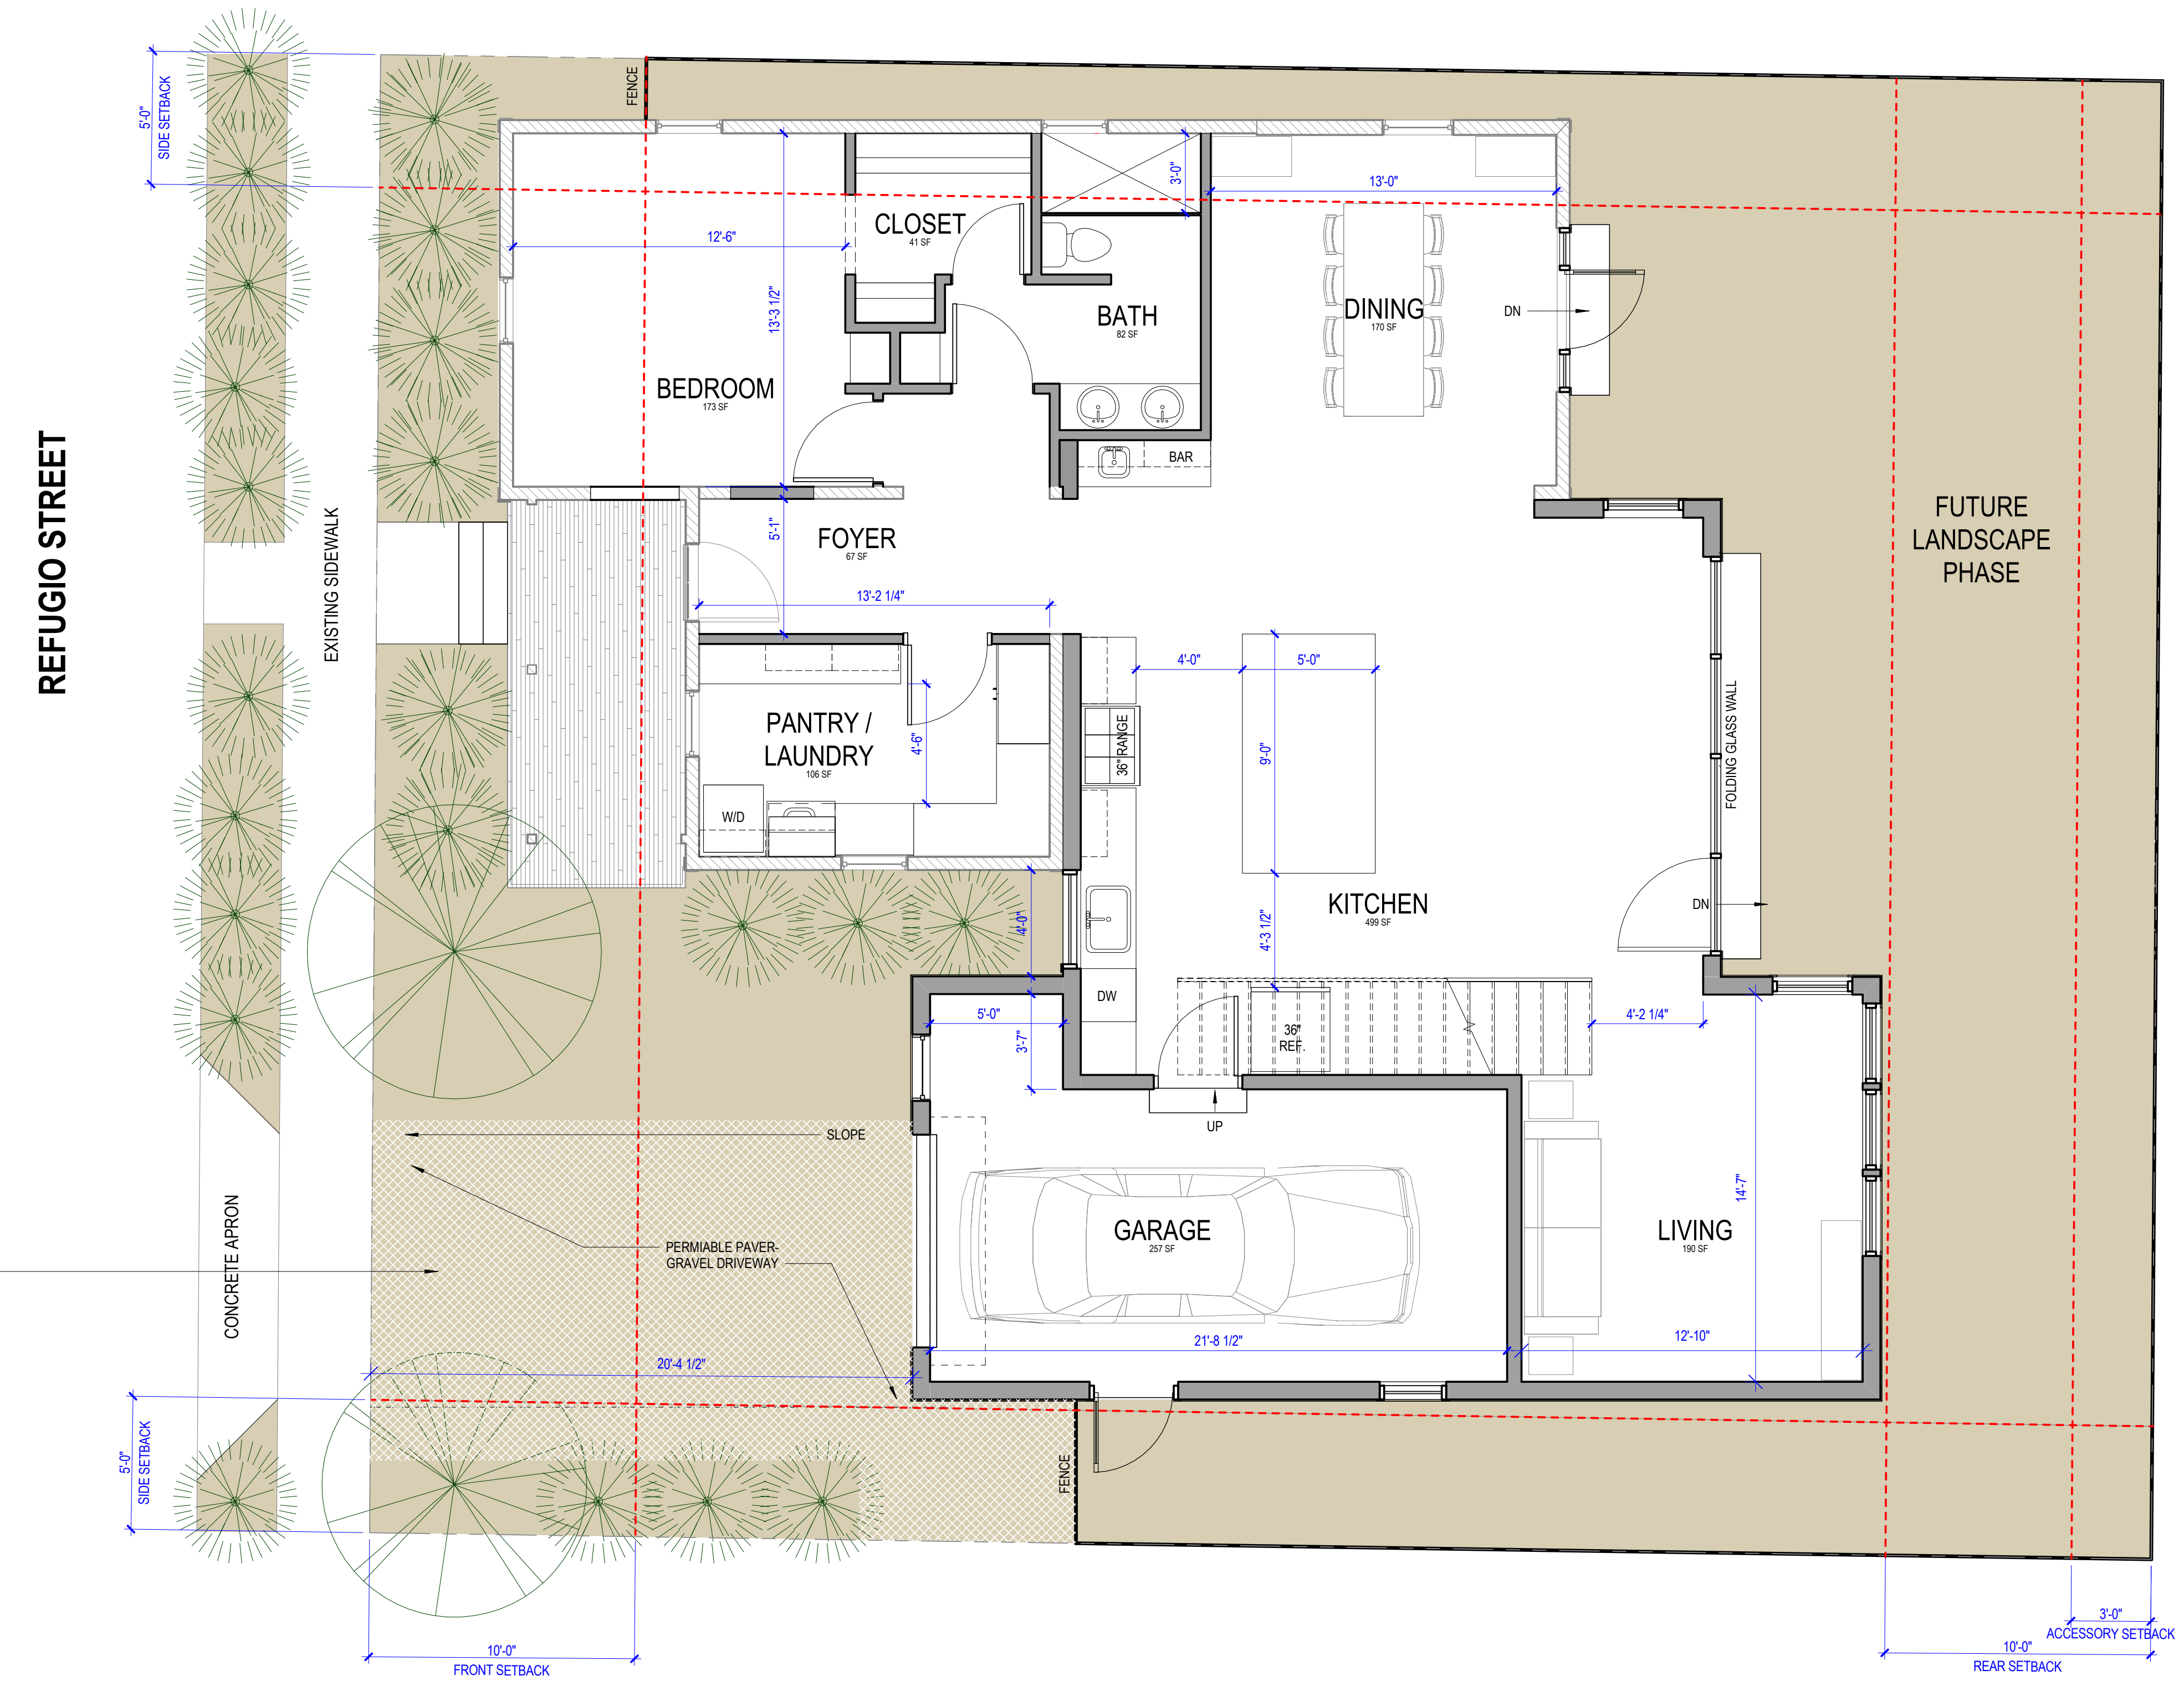 REFUGIO STREET
5'-0"
SIDE SETBACK
FENCE
EXISTING SIDEWALK
12'-6"
13'-3 1/2"
CLOSET
41 SF
3'-0"
13'-0"
BATH
82 SF
DINING
170 SF
DN
BEDROOM
173 SF
BAR
FOYER
67 SF
5'-1"
13'-2 1/4"
FUTURE
LANDSCAPE
PHASE
PANTRY /
LAUNDRY
106 SF
4'-6"
W/D
36" RANGE
4'-0"
5'-0"
9'-0"
FOLDING GLASS WALL
KITCHEN
499 SF
4'-3 1/2"
DN
4'-0"
DW
5'-0"
3'-7"
36"
REF.
4'-2 1/4"
UP
SLOPE
CONCRETE APRON
PERMIABLE PAVER-
GRAVEL DRIVEWAY
GARAGE
257 SF
LIVING
190 SF
14'-7"
21'-8 1/2"
12'-10"
20'-4 1/2"
5'-0"
SIDE SETBACK
FENCE
10'-0"
FRONT SETBACK
3'-0"
ACCESSORY SETBACK
10'-0"
REAR SETBACK